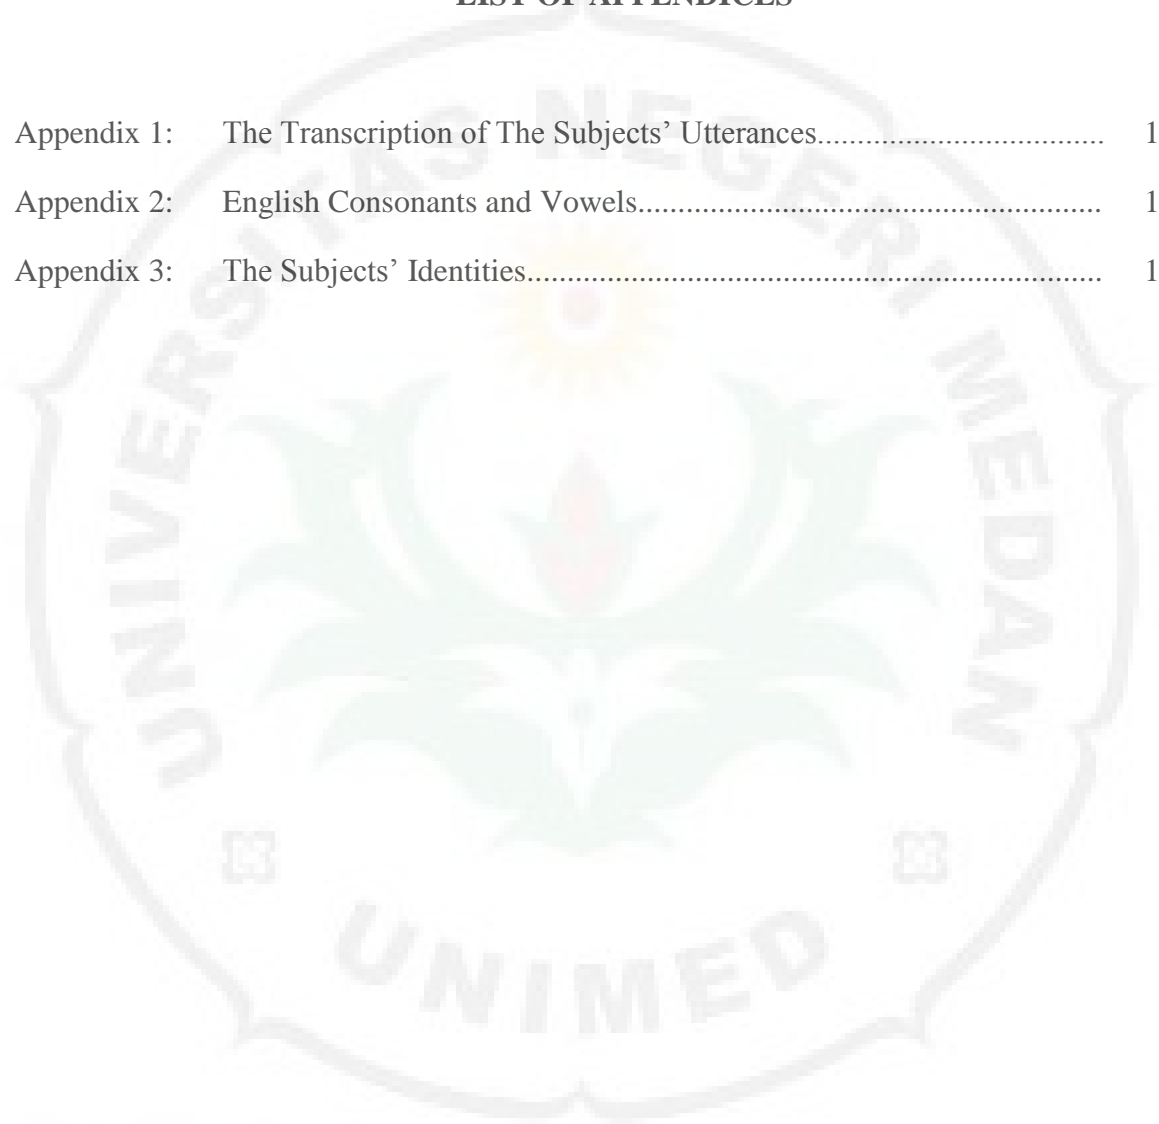 LIST OF APPENDICES
Appendix 1: The Transcription of The Subjects’ Utterances.................................... 1
Appendix 2: English Consonants and Vowels.......................................................... 1
Appendix 3: The Subjects’ Identities........................................................................ 1
UNIVERSITAS NEGERI MEDAN
UNIMED